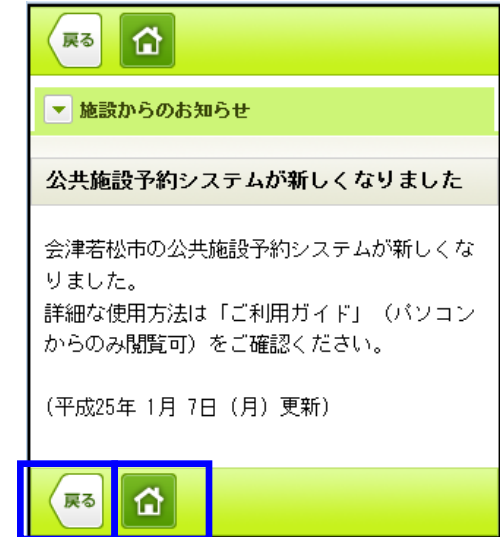 戻る
施設からのお知らせ
公共施設予約システムが新しくなりました
会津若松市の公共施設予約システムが新しくな
りました。
詳細な使用方法は「ご利用ガイド」（パソコン
からのみ閲覧可）をご確認ください。
(平成25年 1月 7日（月）更新)
戻る